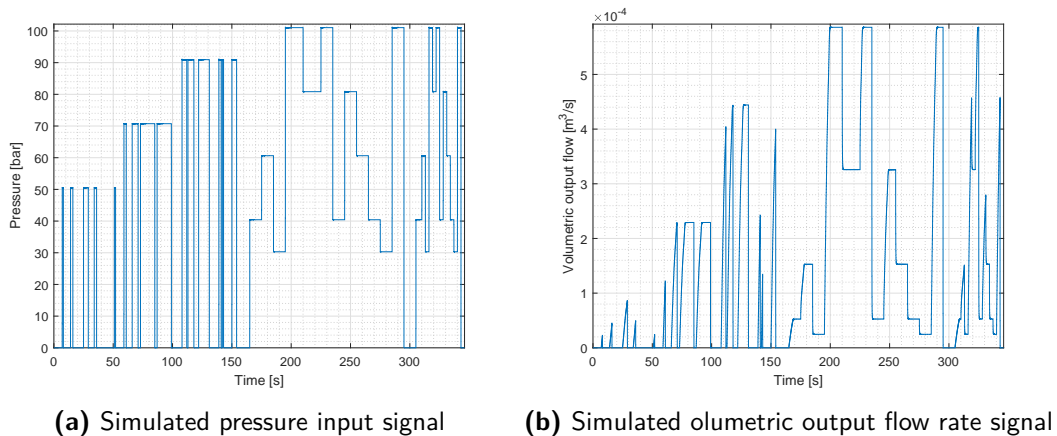 100
90
80
70
60
50
40
30
20
10
0
Pressure [bar]
0 50 100 150 200 250 300
Time [s]
×10⁻⁴
5
4
3
2
1
0
Volumetric output flow [m³/s]
0 50 100 150 200 250 300
Time [s]
(a) Simulated pressure input signal
(b) Simulated olumetric output flow rate signal